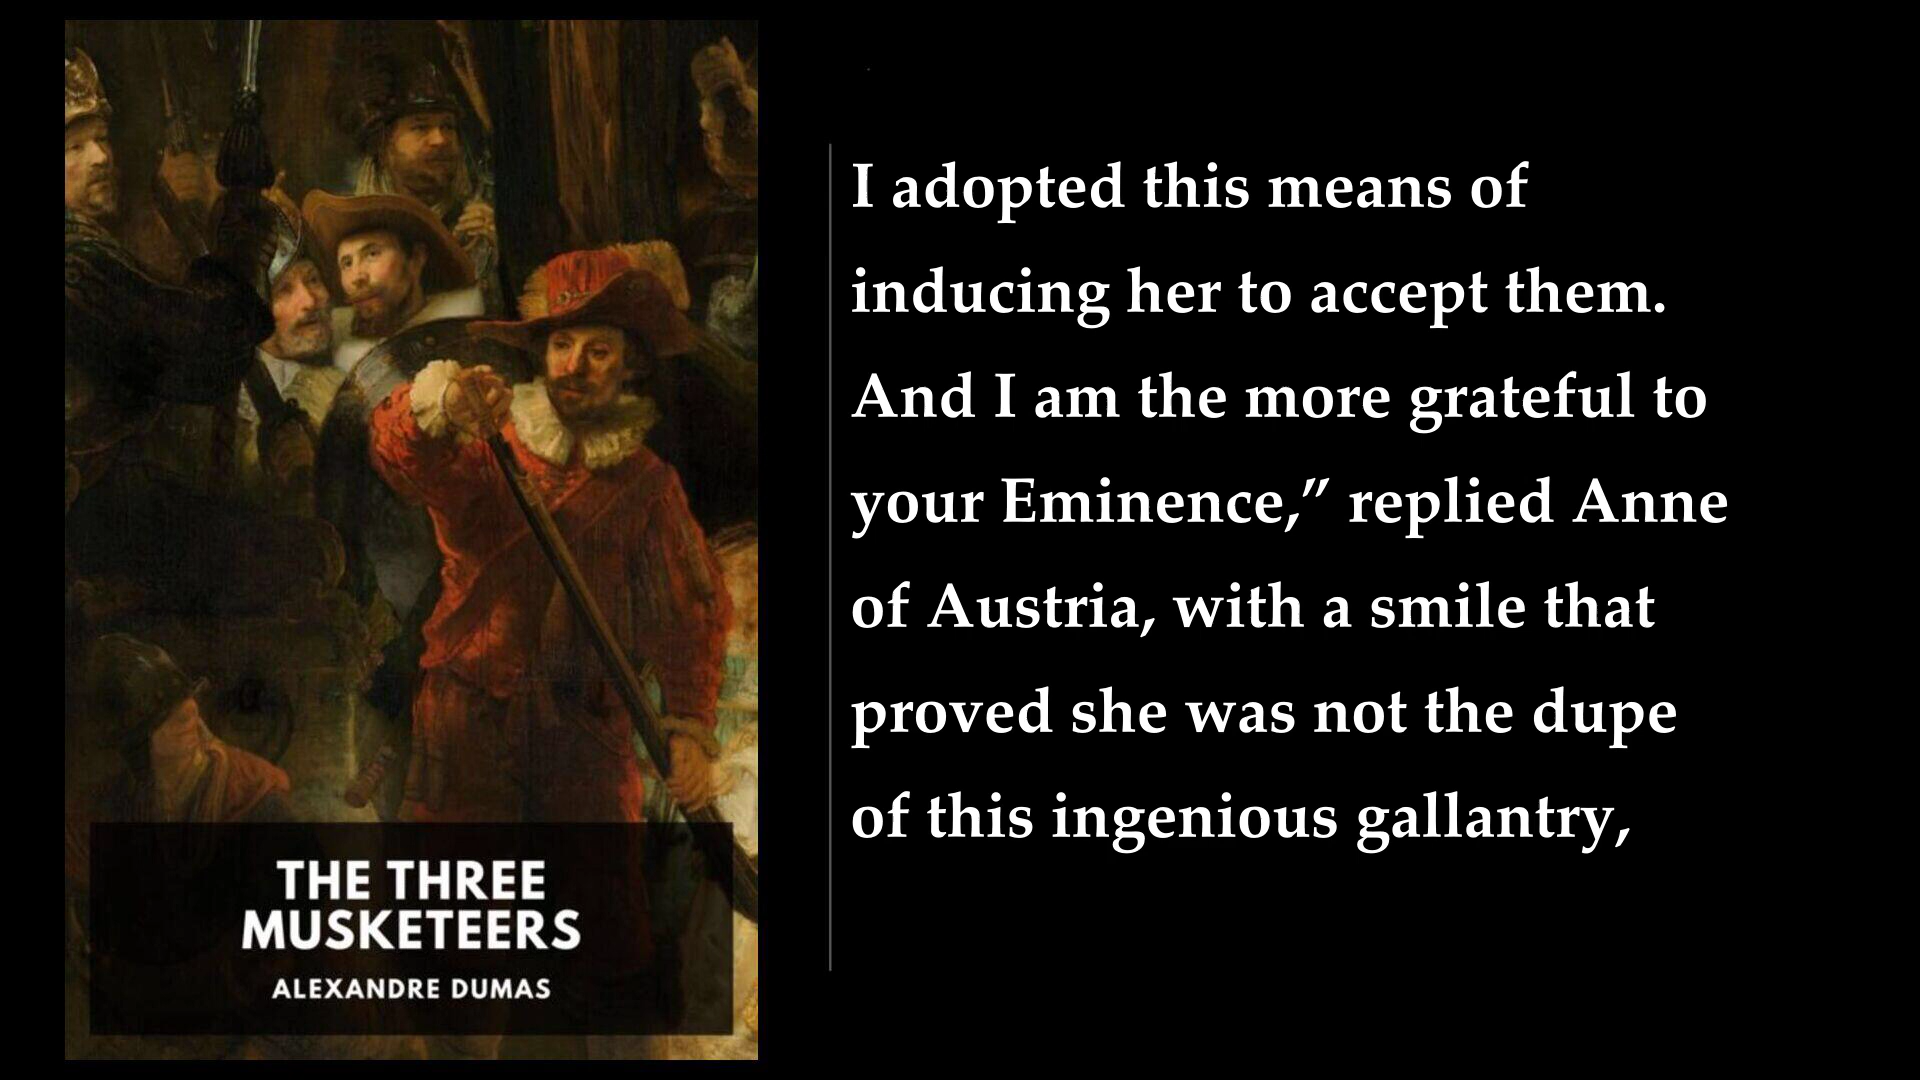 THE THREE
MUSKETEERS
ALEXANDRE DUMAS
I adopted this means of
inducing her to accept them.
And I am the more grateful to
your Eminence,” replied Anne
of Austria, with a smile that
proved she was not the dupe
of this ingenious gallantry,